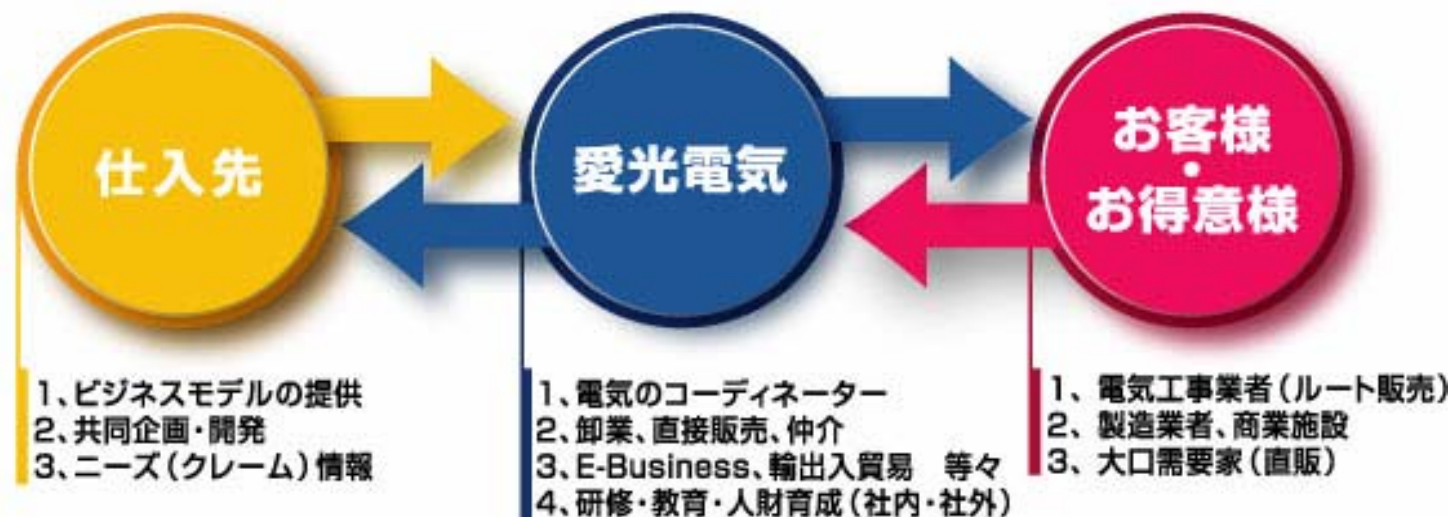 仕入先
愛光電気
お客様
・
お得意様
1、ビジネスモデルの提供
2、共同企画・開発
3、ニーズ(クレーム)情報
1、電気のコーディネーター
2、卸業、直接販売、仲介
3、E-Business、輸出入貿易　等々
4、研修・教育・人財育成(社内・社外)
1、電気工事業者(ルート販売)
2、製造業者、商業施設
3、大口需要家(直販)